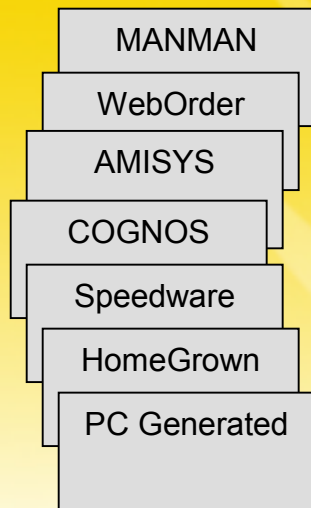 MANMAN
WebOrder
AMISYS
COGNOS
Speedware
HomeGrown
PC Generated